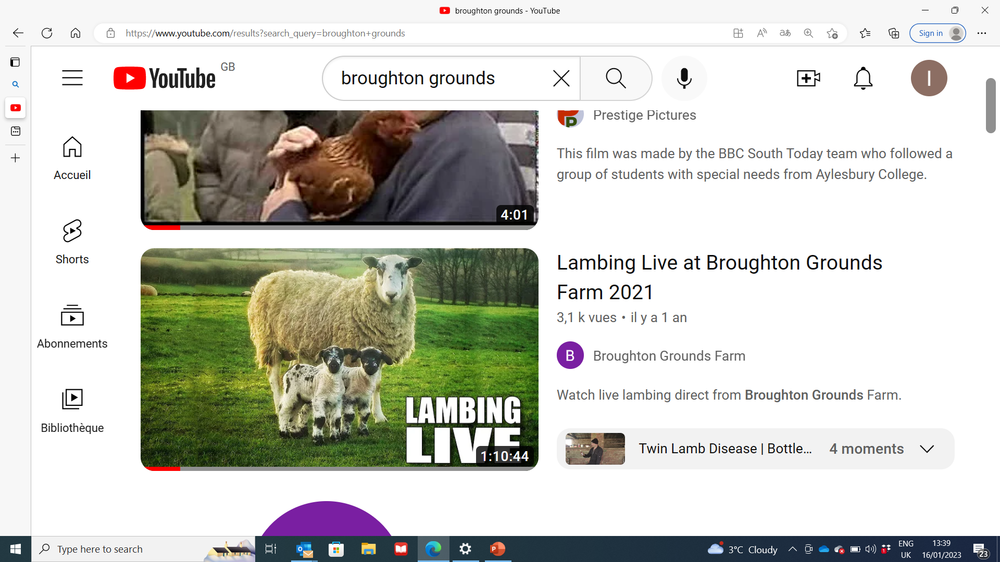 broughton grounds - YouTube
https://www.youtube.com/results?search_query=broughton+grounds
Sign in
YouTube GB
broughton grounds
I
Accueil
Shorts
Abonnements
Bibliothèque
4:01
Prestige Pictures
This film was made by the BBC South Today team who followed a
group of students with special needs from Aylesbury College.
LAMBING
LIVE
1:10:44
Lambing Live at Broughton Grounds
Farm 2021
3,1 k vues • il y a 1 an
B
Broughton Grounds Farm
Watch live lambing direct from Broughton Grounds Farm.
Twin Lamb Disease | Bottle... 4 moments
Type here to search
3°C Cloudy
ENG
UK
13:39
16/01/2023
23